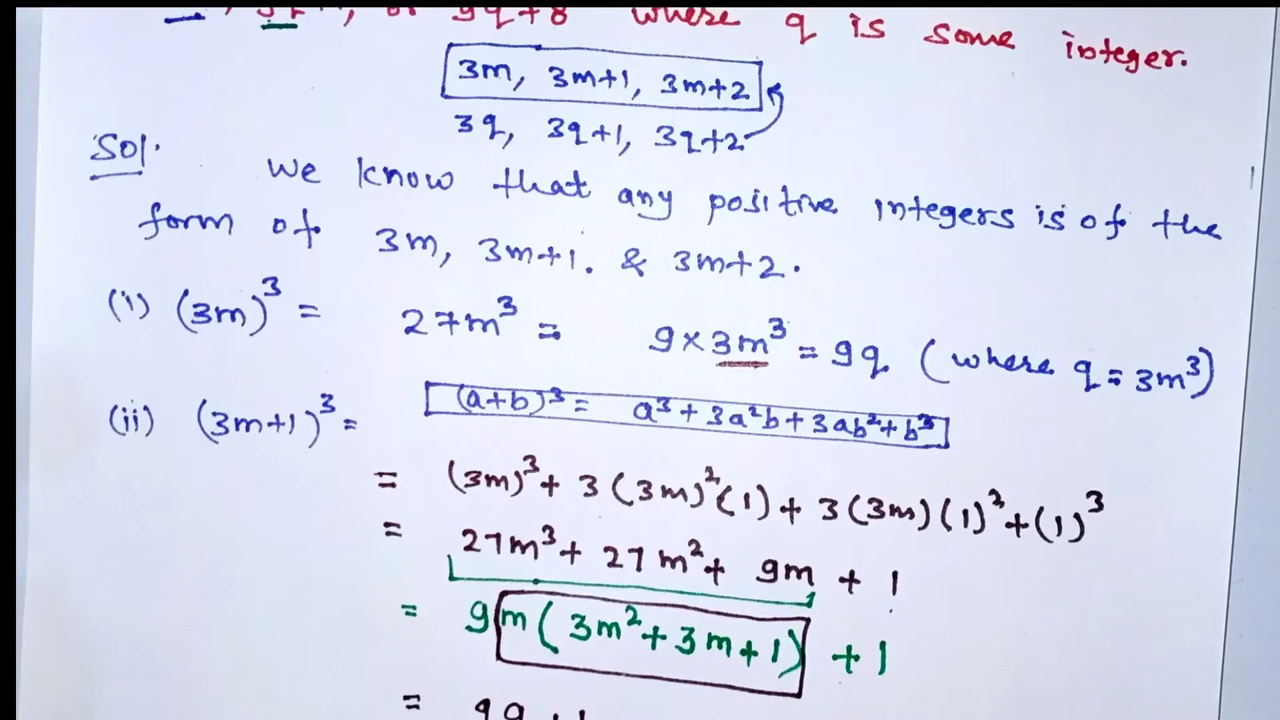 or 9q+8 where q is some integer.
3m, 3m+1, 3m+2
3q, 3q+1, 3q+2
Sol. We know that any positive integers is of the
form of 3m, 3m+1. & 3m+2.
(i) (3m)³ = 27m³ = 9×3m³ = 9q (where q = 3m³)
(ii) (3m+1)³ = (a+b)³ = a³ + 3a²b + 3ab² + b³
= (3m)³ + 3(3m)²(1) + 3(3m)(1)² + (1)³
= 27m³ + 27m² + 9m + 1
= 9m(3m² + 3m + 1) + 1
=